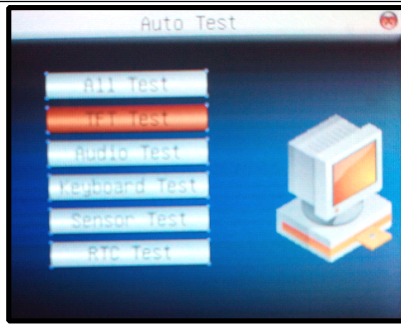 Auto Test
All Test
TFT Test
Audio Test
Keyboard Test
Sensor Test
RTC Test